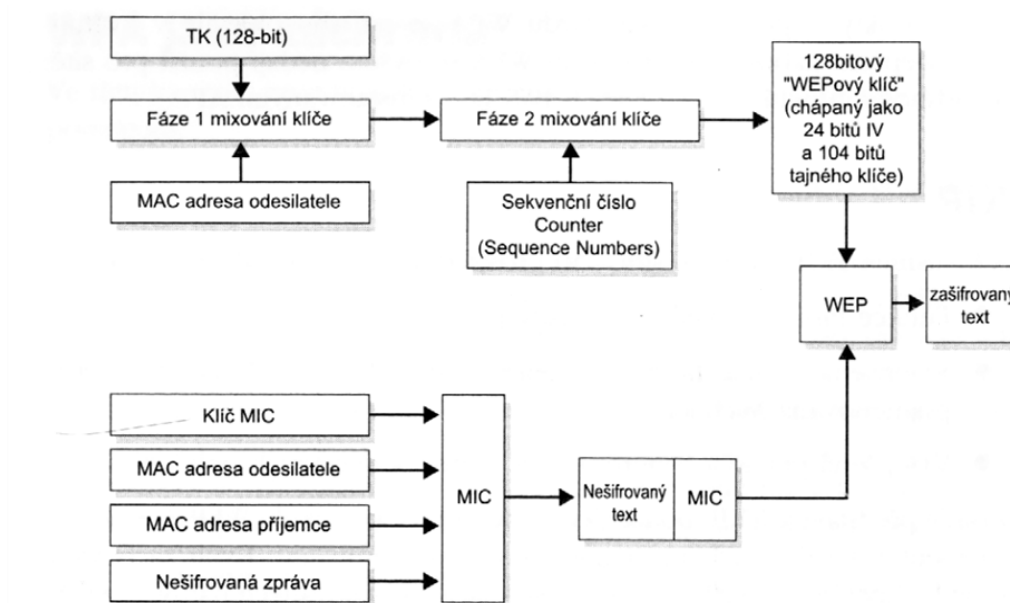 TK (128-bit)
Fáze 1 mixování klíče
MAC adresa odesilatele
Fáze 2 mixování klíče
Sekvenční číslo
Counter
(Sequence Numbers)
128bitový
"WEPový klíč"
(chápaný jako
24 bitů IV
a 104 bitů
tajného klíče)
WEP
zašifrovaný
text
Klíč MIC
MAC adresa odesilatele
MAC adresa příjemce
Nešifrovaná zpráva
MIC
Nešifrovaný
text
MIC